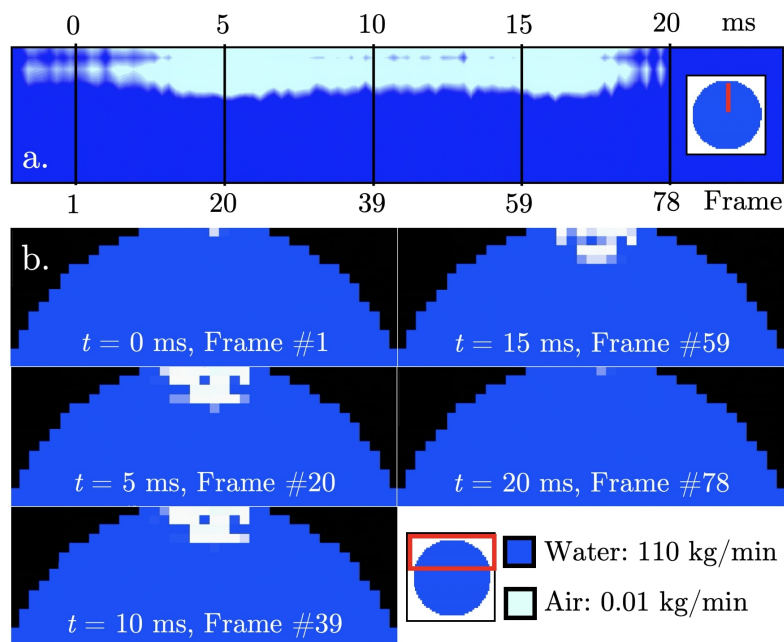 0 5 10 15 20 ms
a.
1 20 39 59 78 Frame
b.
t = 0 ms, Frame #1
t = 15 ms, Frame #59
t = 5 ms, Frame #20
t = 20 ms, Frame #78
t = 10 ms, Frame #39
Water: 110 kg/min
Air: 0.01 kg/min